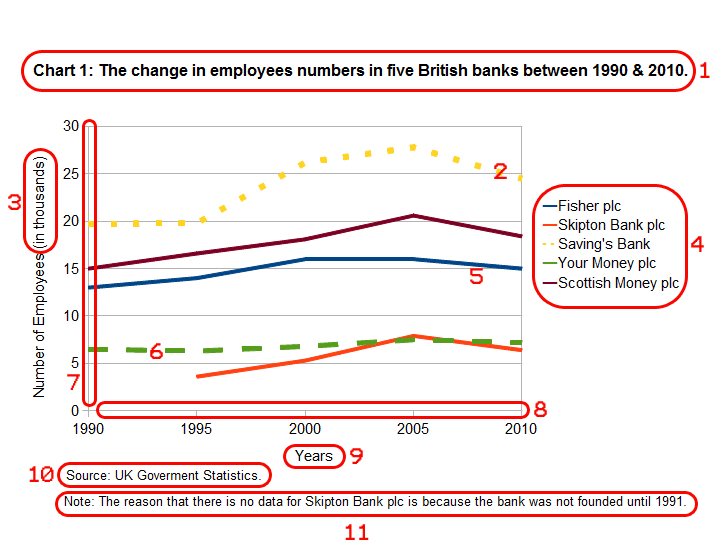 Chart 1: The change in employees numbers in five British banks between 1990 & 2010.
1
30
25
20
15
10
5
0
Number of Employees (in thousands)
3
2
Fisher plc
Skipton Bank plc
Saving's Bank
Your Money plc
Scottish Money plc
4
5
6
7
8
1990 1995 2000 2005 2010
Years
9
10
Source: UK Goverment Statistics.
Note: The reason that there is no data for Skipton Bank plc is because the bank was not founded until 1991.
11